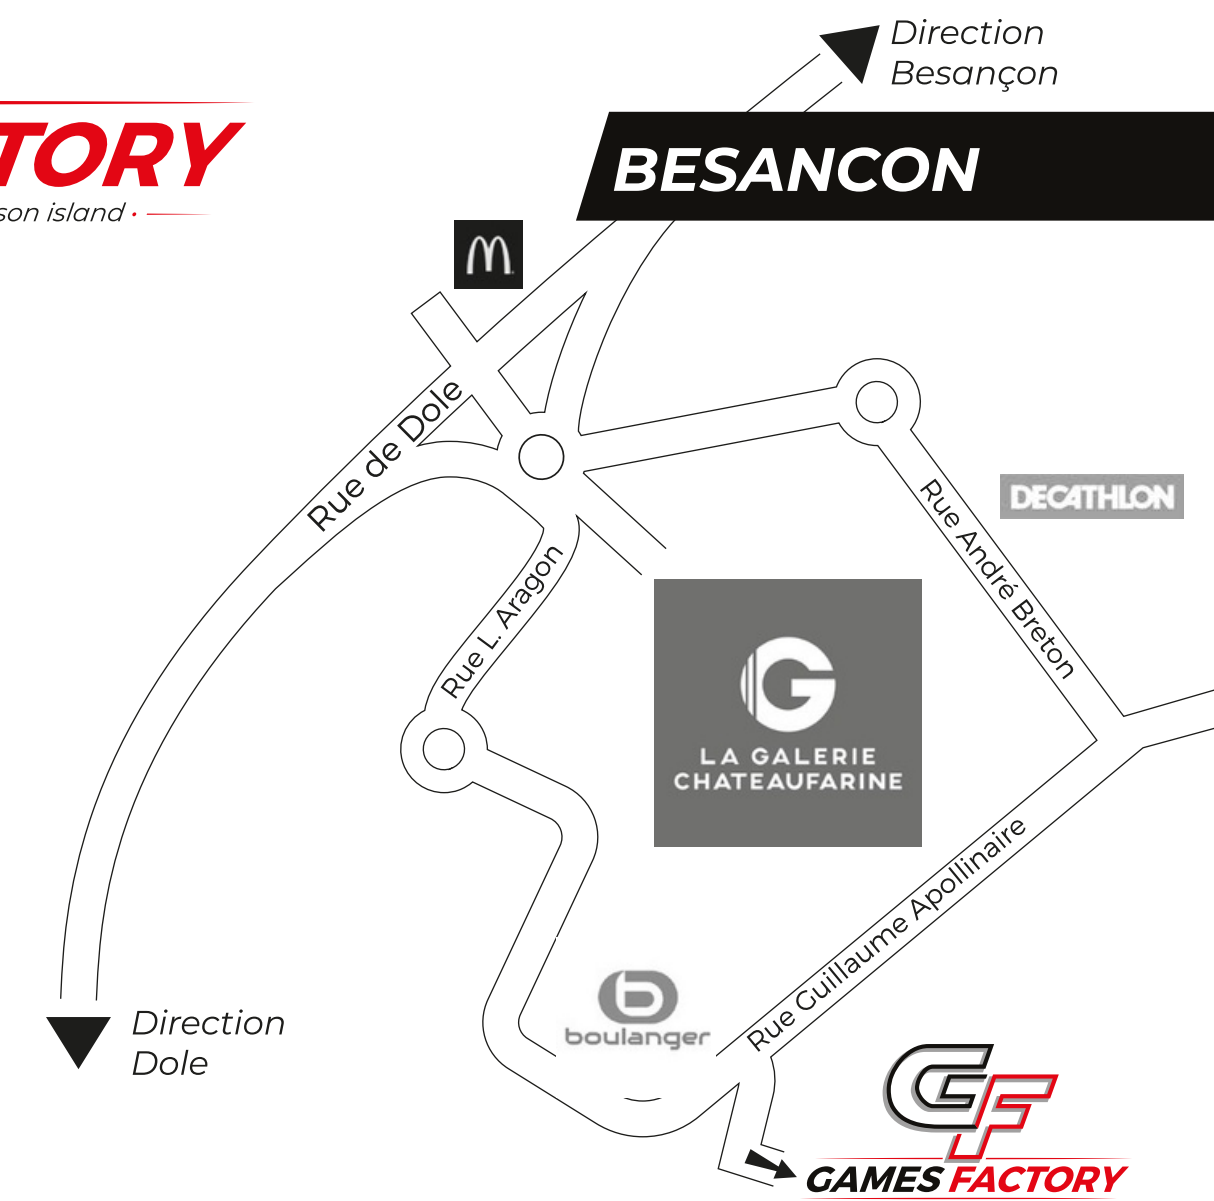 Direction
Besançon
TORY
son island
BESANCON
M
Rue de Dole
DECATHLON
Rue André Breton
Rue L. Aragon
G
LA GALERIE
CHATEAUFARINE
Rue Guillaume Apollinaire
b
boulanger
Direction
Dole
GF
GAMES FACTORY